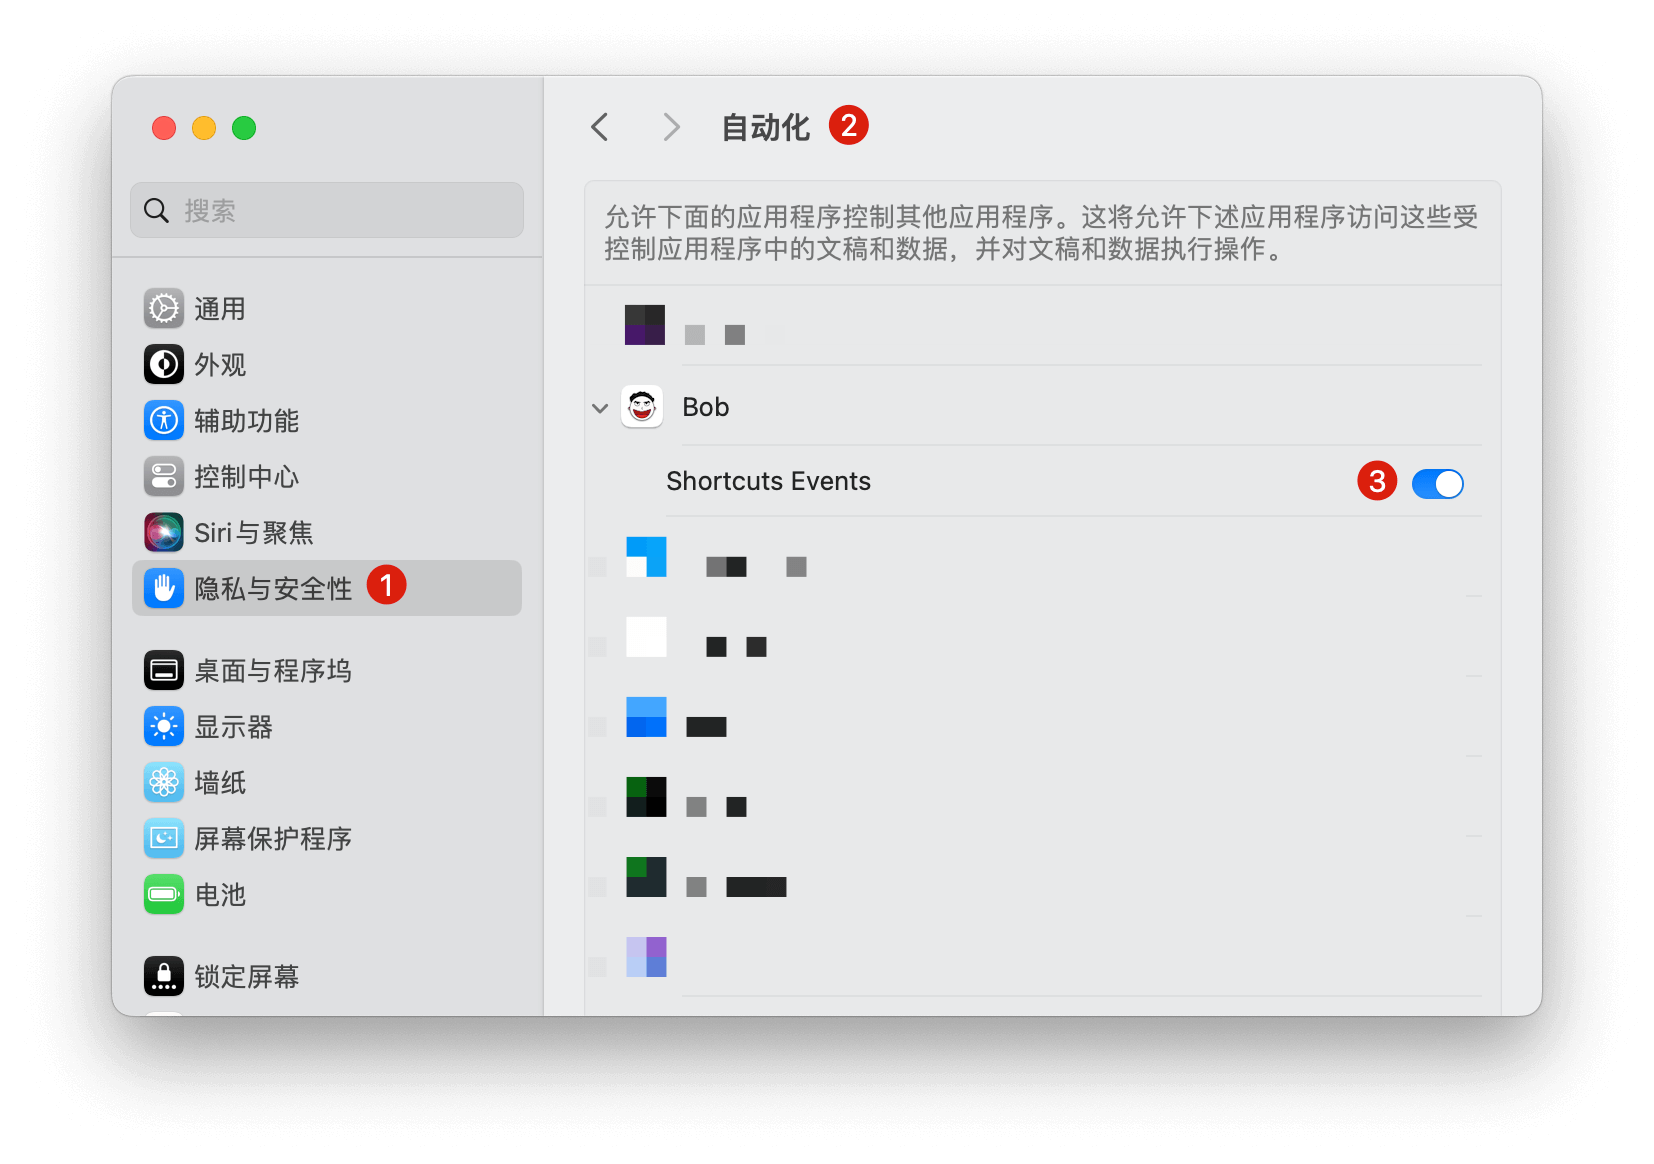 搜索
通用
外观
辅助功能
控制中心
Siri与聚焦
隐私与安全性 1
桌面与程序坞
显示器
墙纸
屏幕保护程序
电池
锁定屏幕
自动化 2
允许下面的应用程序控制其他应用程序。这将允许下述应用程序访问这些受
控制应用程序中的文稿和数据，并对文稿和数据执行操作。
Bob
Shortcuts Events 3